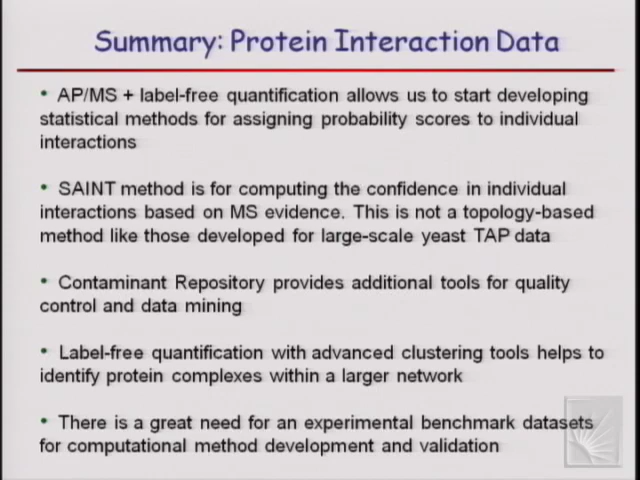 Summary: Protein Interaction Data
• AP/MS + label-free quantification allows us to start developing
statistical methods for assigning probability scores to individual
interactions
• SAINT method is for computing the confidence in individual
interactions based on MS evidence. This is not a topology-based
method like those developed for large-scale yeast TAP data
• Contaminant Repository provides additional tools for quality
control and data mining
• Label-free quantification with advanced clustering tools helps to
identify protein complexes within a larger network
• There is a great need for an experimental benchmark datasets
for computational method development and validation